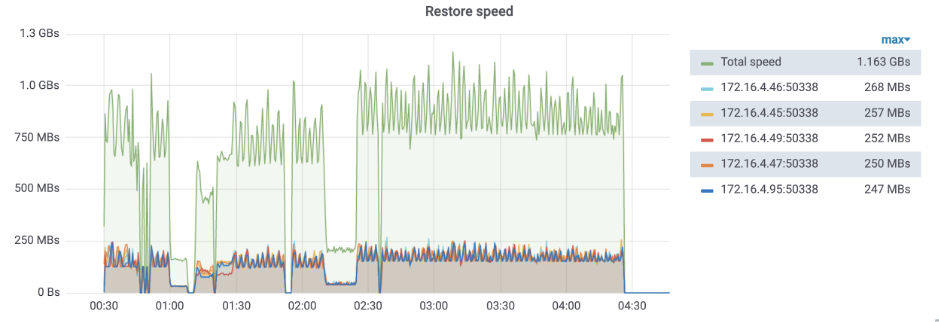 Restore speed
1.3 GBs
1.0 GBs
750 MBs
500 MBs
250 MBs
0 Bs
00:30 01:00 01:30 02:00 02:30 03:00 03:30 04:00 04:30
max
Total speed 1.163 GBs
172.16.4.46:50338 268 MBs
172.16.4.45:50338 257 MBs
172.16.4.49:50338 252 MBs
172.16.4.47:50338 250 MBs
172.16.4.95:50338 247 MBs